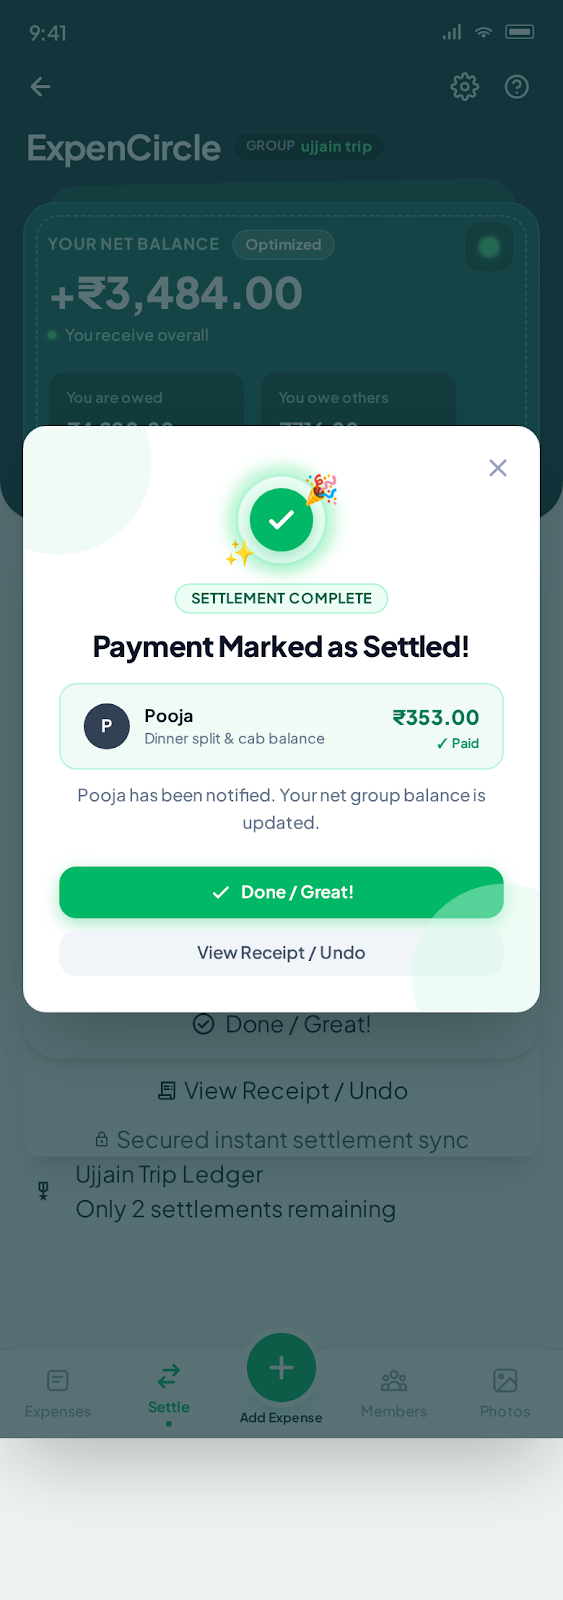 9:41
ExpenCircle
GROUP ujjain trip
YOUR NET BALANCE
Optimized
+₹3,484.00
You receive overall
You are owed
You owe others
SETTLEMENT COMPLETE
Payment Marked as Settled!
P
Pooja
Dinner split & cab balance
₹353.00
✓ Paid
Pooja has been notified. Your net group balance is
updated.
Done / Great!
View Receipt / Undo
Done / Great!
View Receipt / Undo
Secured instant settlement sync
Ujjain Trip Ledger
Only 2 settlements remaining
Expenses
Settle
Add Expense
Members
Photos